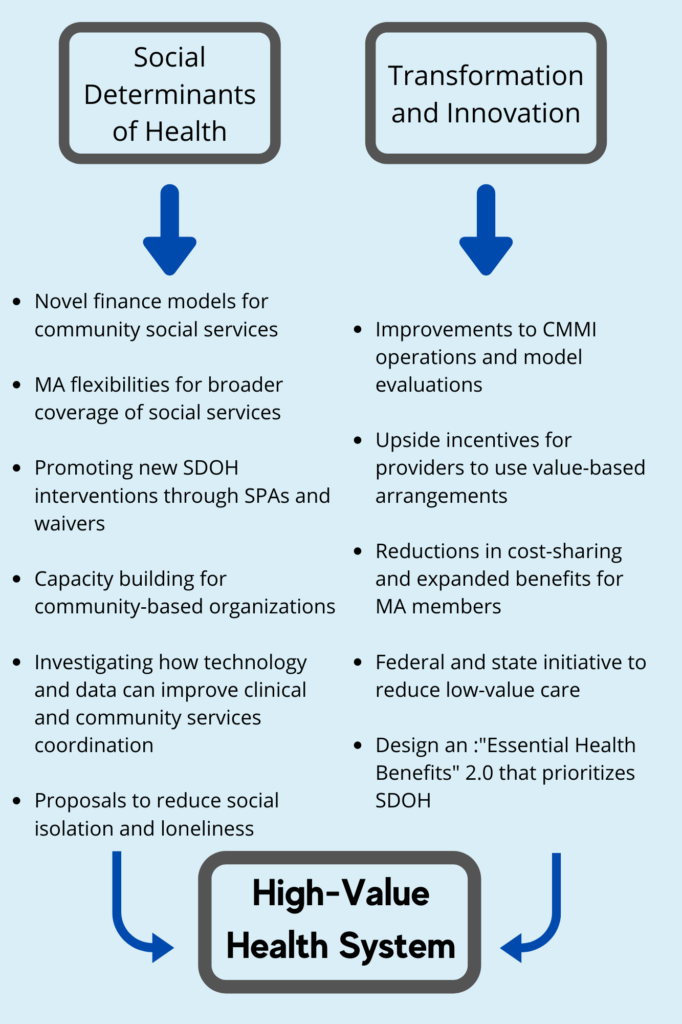 Social
Determinants
of Health
• Novel finance models for
community social services
• MA flexibilities for broader
coverage of social services
• Promoting new SDOH
interventions through SPAs and
waivers
• Capacity building for
community-based organizations
• Investigating how technology
and data can improve clinical
and community services
coordination
• Proposals to reduce social
isolation and loneliness
Transformation
and Innovation
• Improvements to CMMI
operations and model
evaluations
• Upside incentives for
providers to use value-based
arrangements
• Reductions in cost-sharing
and expanded benefits for
MA members
• Federal and state initiative to
reduce low-value care
• Design an :"Essential Health
Benefits" 2.0 that prioritizes
SDOH
High-Value
Health System